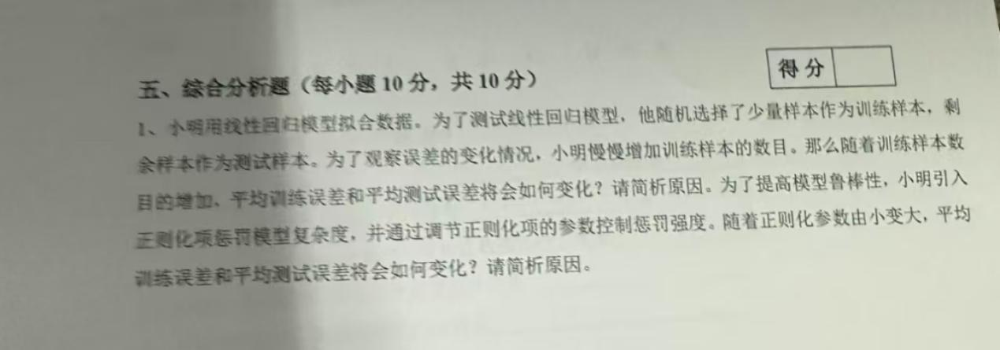 得分
五、综合分析题（每小题 10 分，共 10 分）
1、小明用线性回归模型拟合数据。为了测试线性回归模型，他随机选择了少量样本作为训练样本，剩
余样本作为测试样本。为了观察误差的变化情况，小明慢慢增加训练样本的数目。那么随着训练样本数
目的增加，平均训练误差和平均测试误差将会如何变化？请简析原因。为了提高模型鲁棒性，小明引入
正则化项惩罚模型复杂度，并通过调节正则化项的参数控制惩罚强度。随着正则化参数由小变大，平均
训练误差和平均测试误差将会如何变化？请简析原因。